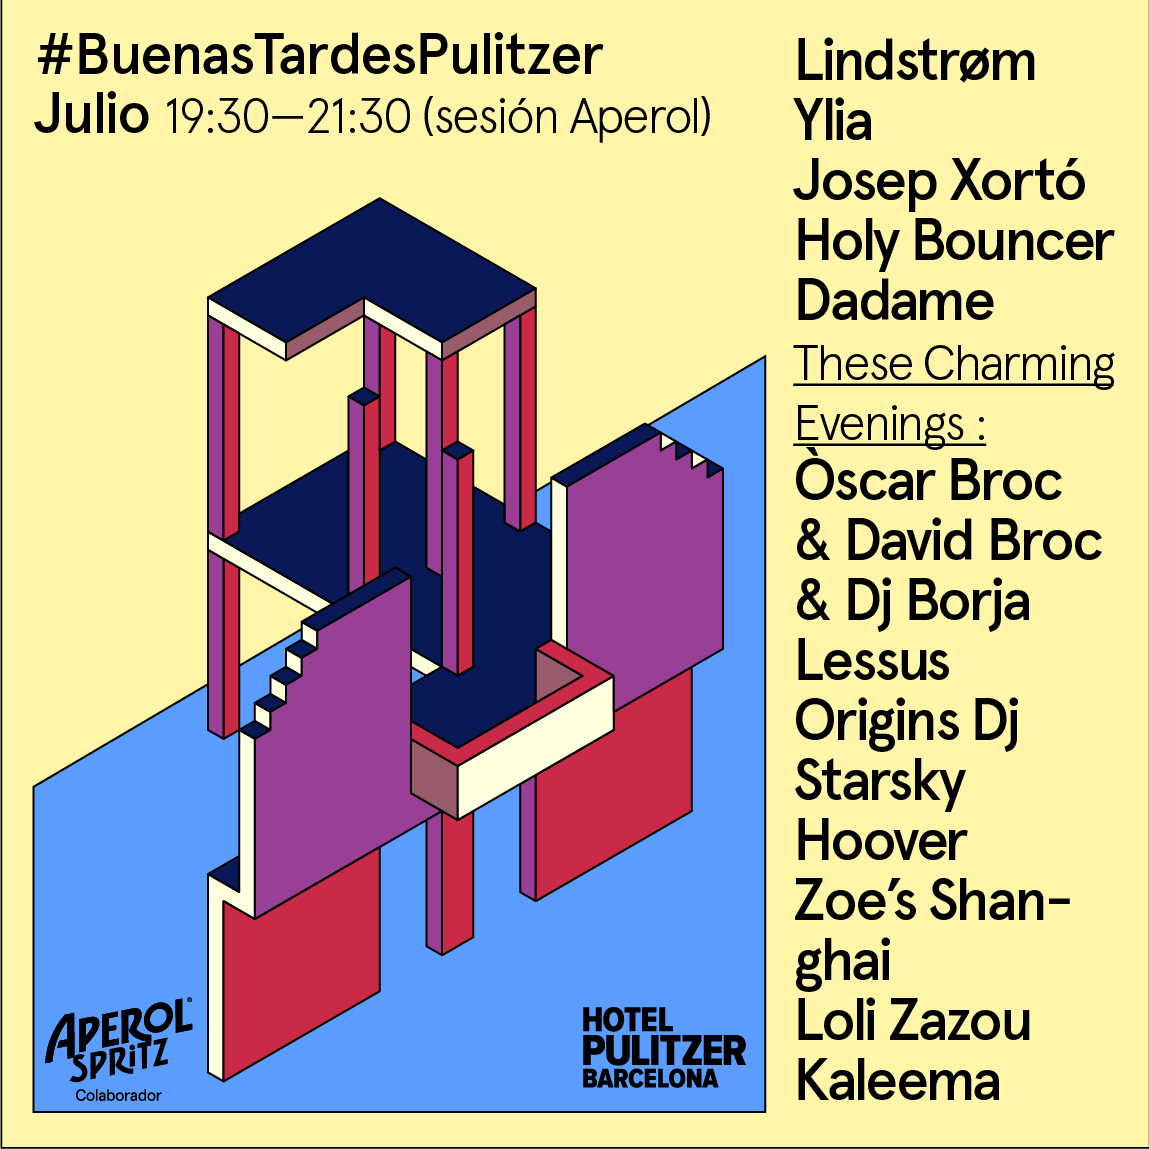 #BuenasTardesPulitzer
Julio 19:30—21:30 (sesión Aperol)
Lindstrøm
Ylia
Josep Xortó
Holy Bouncer
Dadame
These Charming
Evenings :
Òscar Broc
& David Broc
& Dj Borja
Lessus
Origins Dj
Starsky
Hoover
Zoe’s Shan-
ghai
Loli Zazou
Kaleema
APEROL
SPRiTZ
Colaborador
HOTEL
PULITZER
BARCELONA